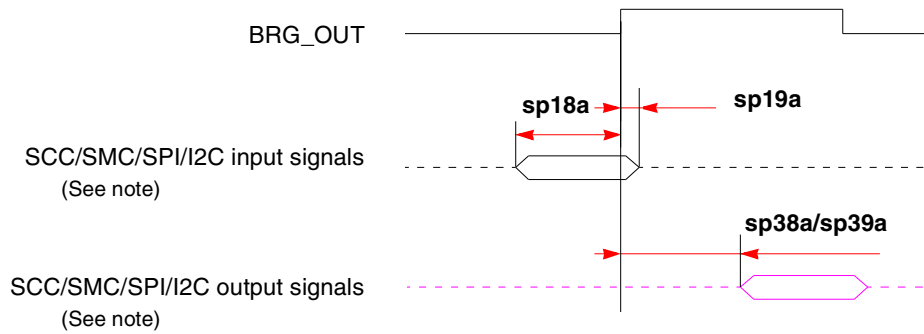 BRG_OUT
sp18a
sp19a
SCC/SMC/SPI/I2C input signals
(See note)
sp38a/sp39a
SCC/SMC/SPI/I2C output signals
(See note)